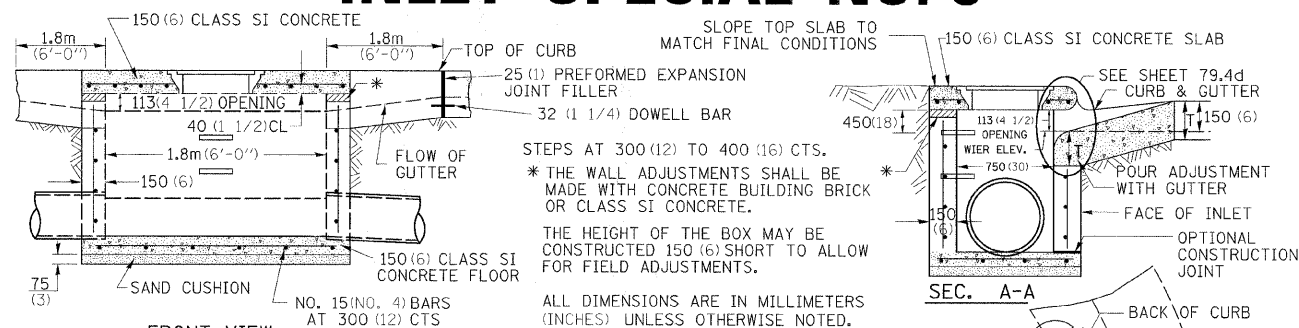 150 (6) CLASS SI CONCRETE
1.8m
(6'-0")
1.8m
(6'-0")
TOP OF CURB
25 (1) PREFORMED EXPANSION
JOINT FILLER
*
113(4 1/2) OPENING
40 (1 1/2)CL
32 (1 1/4) DOWELL BAR
1.8m(6'-0")
FLOW OF
GUTTER
150 (6)
150 (6) CLASS SI
CONCRETE FLOOR
75
(3)
SAND CUSHION
NO. 15(NO. 4) BARS
AT 300 (12) CTS
STEPS AT 300 (12) TO 400 (16) CTS.
* THE WALL ADJUSTMENTS SHALL BE
MADE WITH CONCRETE BUILDING BRICK
OR CLASS SI CONCRETE.
THE HEIGHT OF THE BOX MAY BE
CONSTRUCTED 150 (6) SHORT TO ALLOW
FOR FIELD ADJUSTMENTS.
ALL DIMENSIONS ARE IN MILLIMETERS
(INCHES) UNLESS OTHERWISE NOTED.
SLOPE TOP SLAB TO
MATCH FINAL CONDITIONS
150 (6) CLASS SI CONCRETE SLAB
SEE SHEET 79.4d
CURB & GUTTER
450(18)
113(4 1/2)
OPENING
WIER ELEV.
T
T
150 (6)
*
750 (30)
POUR ADJUSTMENT
WITH GUTTER
150
(6)
FACE OF INLET
OPTIONAL
CONSTRUCTION
JOINT
SEC. A-A
BACK OF CURB